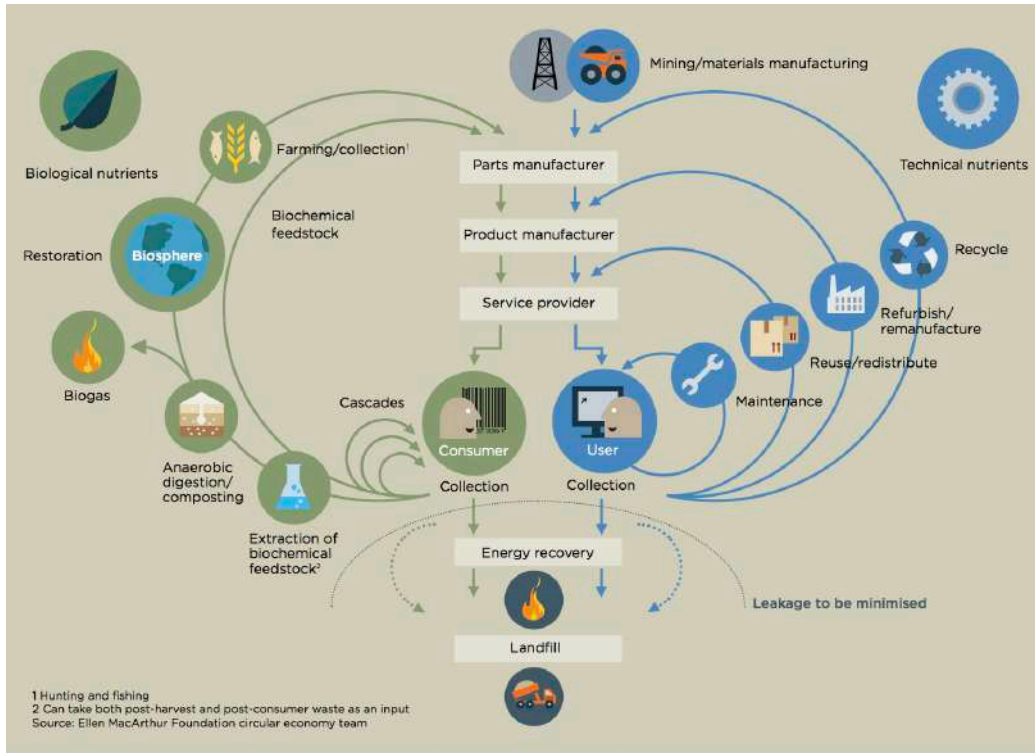 Mining/materials manufacturing
Biological nutrients
Technical nutrients
Farming/collection¹
Parts manufacturer
Biochemical
feedstock
Product manufacturer
Restoration
Biosphere
Recycle
Service provider
Refurbish/
remanufacture
Reuse/redistribute
Biogas
Cascades
Maintenance
Consumer
User
Anaerobic
digestion/
composting
Collection
Collection
Extraction of
biochemical
feedstock²
Energy recovery
Leakage to be minimised
Landfill
1 Hunting and fishing
2 Can take both post-harvest and post-consumer waste as an input
Source: Ellen MacArthur Foundation circular economy team